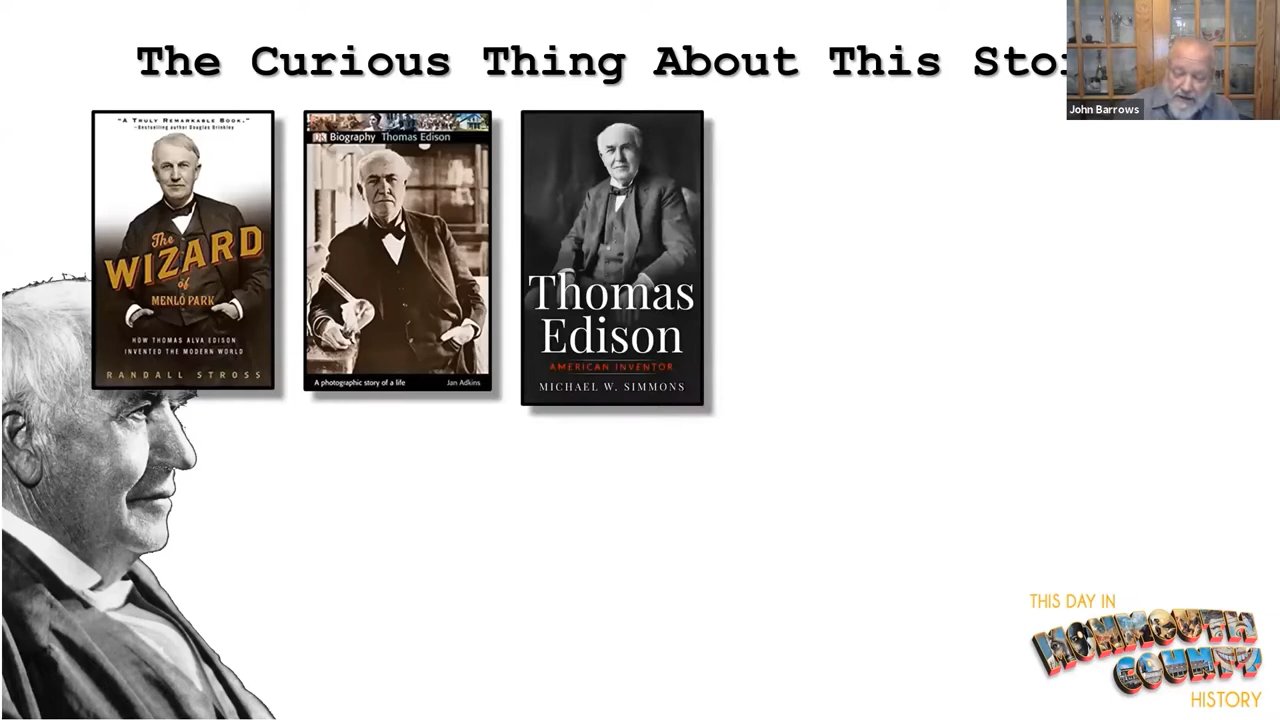 The Curious Thing About This Stor
John Barrows
"A TRULY REMARKABLE BOOK."
—Bestselling author Douglas Brinkley
The
WIZARD
of
MENLO PARK
HOW THOMAS ALVA EDISON
INVENTED THE MODERN WORLD
RANDALL STROSS
DK Biography Thomas Edison
A photographic story of a life Jan Adkins
Thomas
Edison
AMERICAN INVENTOR
MICHAEL W. SIMMONS
THIS DAY IN
MONMOUTH
COUNTY
HISTORY